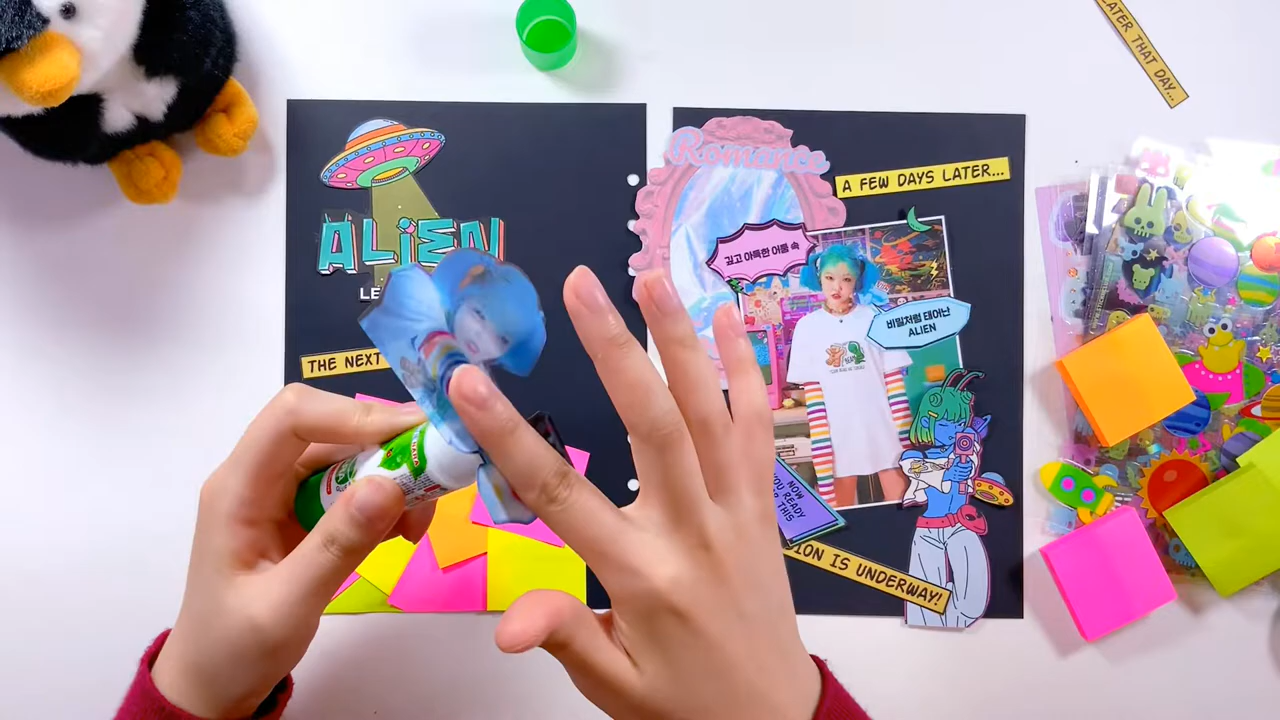 LATER THAT DAY...
ALIEN
LE
THE NEXT
Romance
A FEW DAYS LATER...
깊고 아득한 어둠 속
비밀처럼 태어난
ALIEN
NOW
YOU READY
THIS
ION IS UNDERWAY!